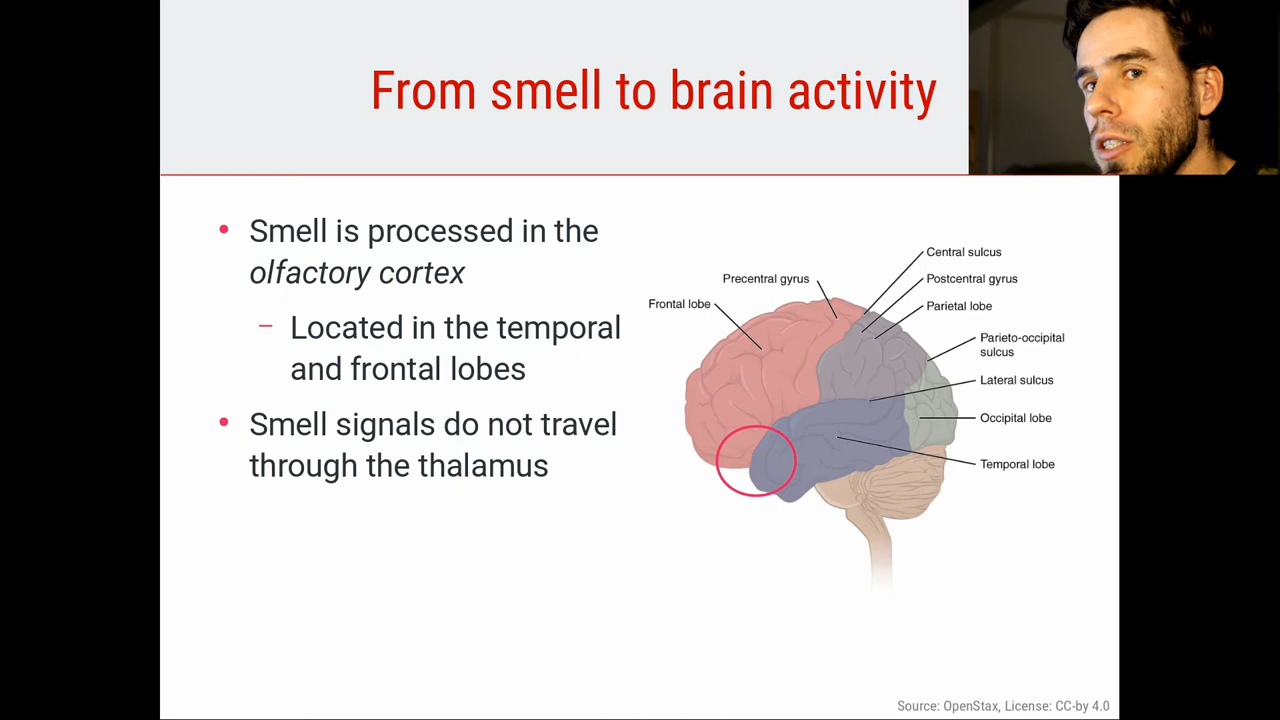 From smell to brain activity
• Smell is processed in the
olfactory cortex
– Located in the temporal
and frontal lobes
• Smell signals do not travel
through the thalamus
Central sulcus
Precentral gyrus
Postcentral gyrus
Frontal lobe
Parietal lobe
Parieto-occipital
sulcus
Lateral sulcus
Occipital lobe
Temporal lobe
Source: OpenStax, License: CC-by 4.0